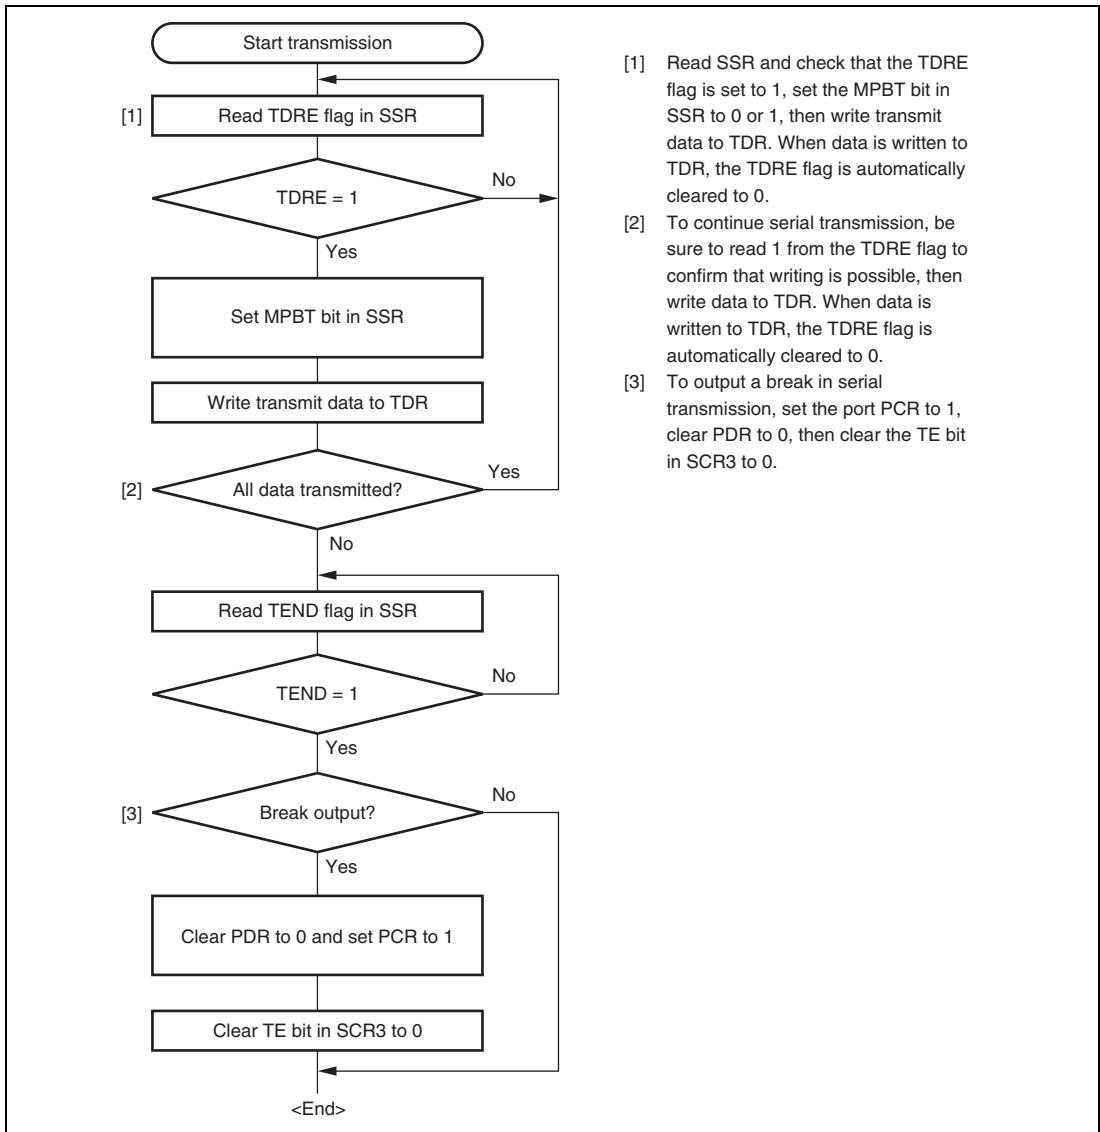 Start transmission
[1] Read TDRE flag in SSR
TDRE = 1
No
Yes
Set MPBT bit in SSR
Write transmit data to TDR
[2] All data transmitted?
Yes
No
Read TEND flag in SSR
TEND = 1
No
Yes
[3] Break output?
No
Yes
Clear PDR to 0 and set PCR to 1
Clear TE bit in SCR3 to 0
<End>
[1] Read SSR and check that the TDRE
flag is set to 1, set the MPBT bit in
SSR to 0 or 1, then write transmit
data to TDR. When data is written to
TDR, the TDRE flag is automatically
cleared to 0.
[2] To continue serial transmission, be
sure to read 1 from the TDRE flag to
confirm that writing is possible, then
write data to TDR. When data is
written to TDR, the TDRE flag is
automatically cleared to 0.
[3] To output a break in serial
transmission, set the port PCR to 1,
clear PDR to 0, then clear the TE bit
in SCR3 to 0.